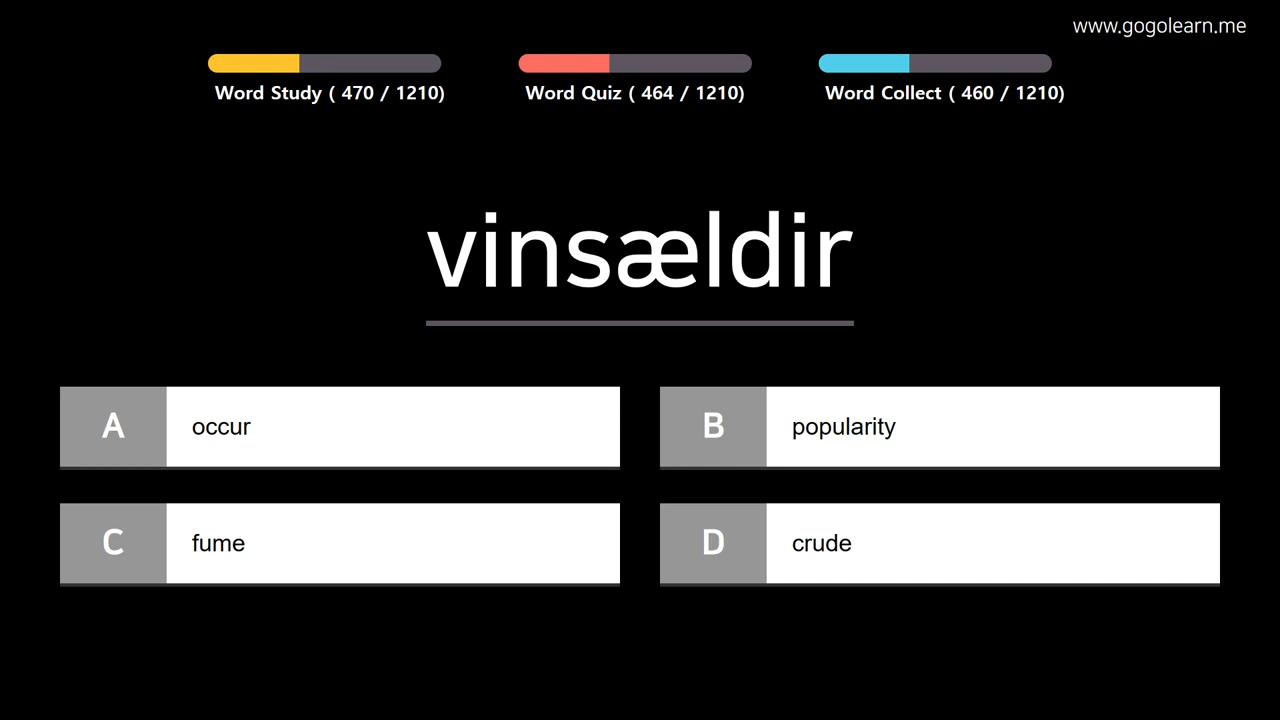 www.gogolearn.me
Word Study ( 470 / 1210)
Word Quiz ( 464 / 1210)
Word Collect ( 460 / 1210)
vinsældir
A occur
B popularity
C fume
D crude